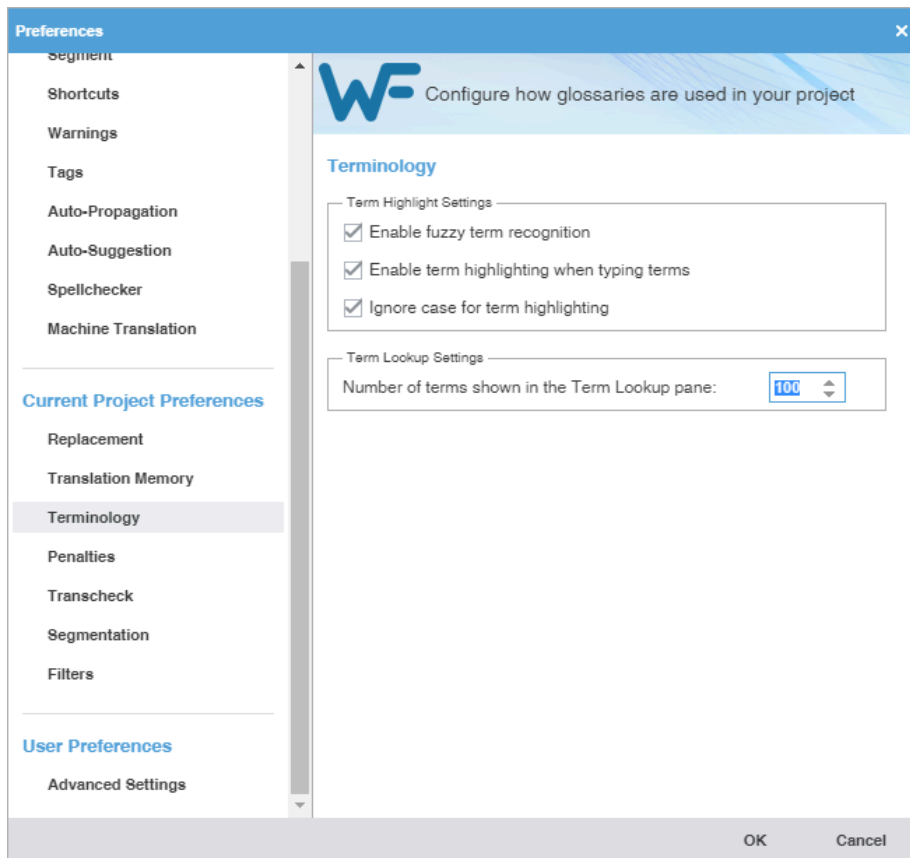 Preferences
Segment
Shortcuts
Warnings
Tags
Auto-Propagation
Auto-Suggestion
Spellchecker
Machine Translation
Current Project Preferences
Replacement
Translation Memory
Terminology
Penalties
Transcheck
Segmentation
Filters
User Preferences
Advanced Settings
WF Configure how glossaries are used in your project
Terminology
Term Highlight Settings
Enable fuzzy term recognition
Enable term highlighting when typing terms
Ignore case for term highlighting
Term Lookup Settings
Number of terms shown in the Term Lookup pane: 100
OK Cancel